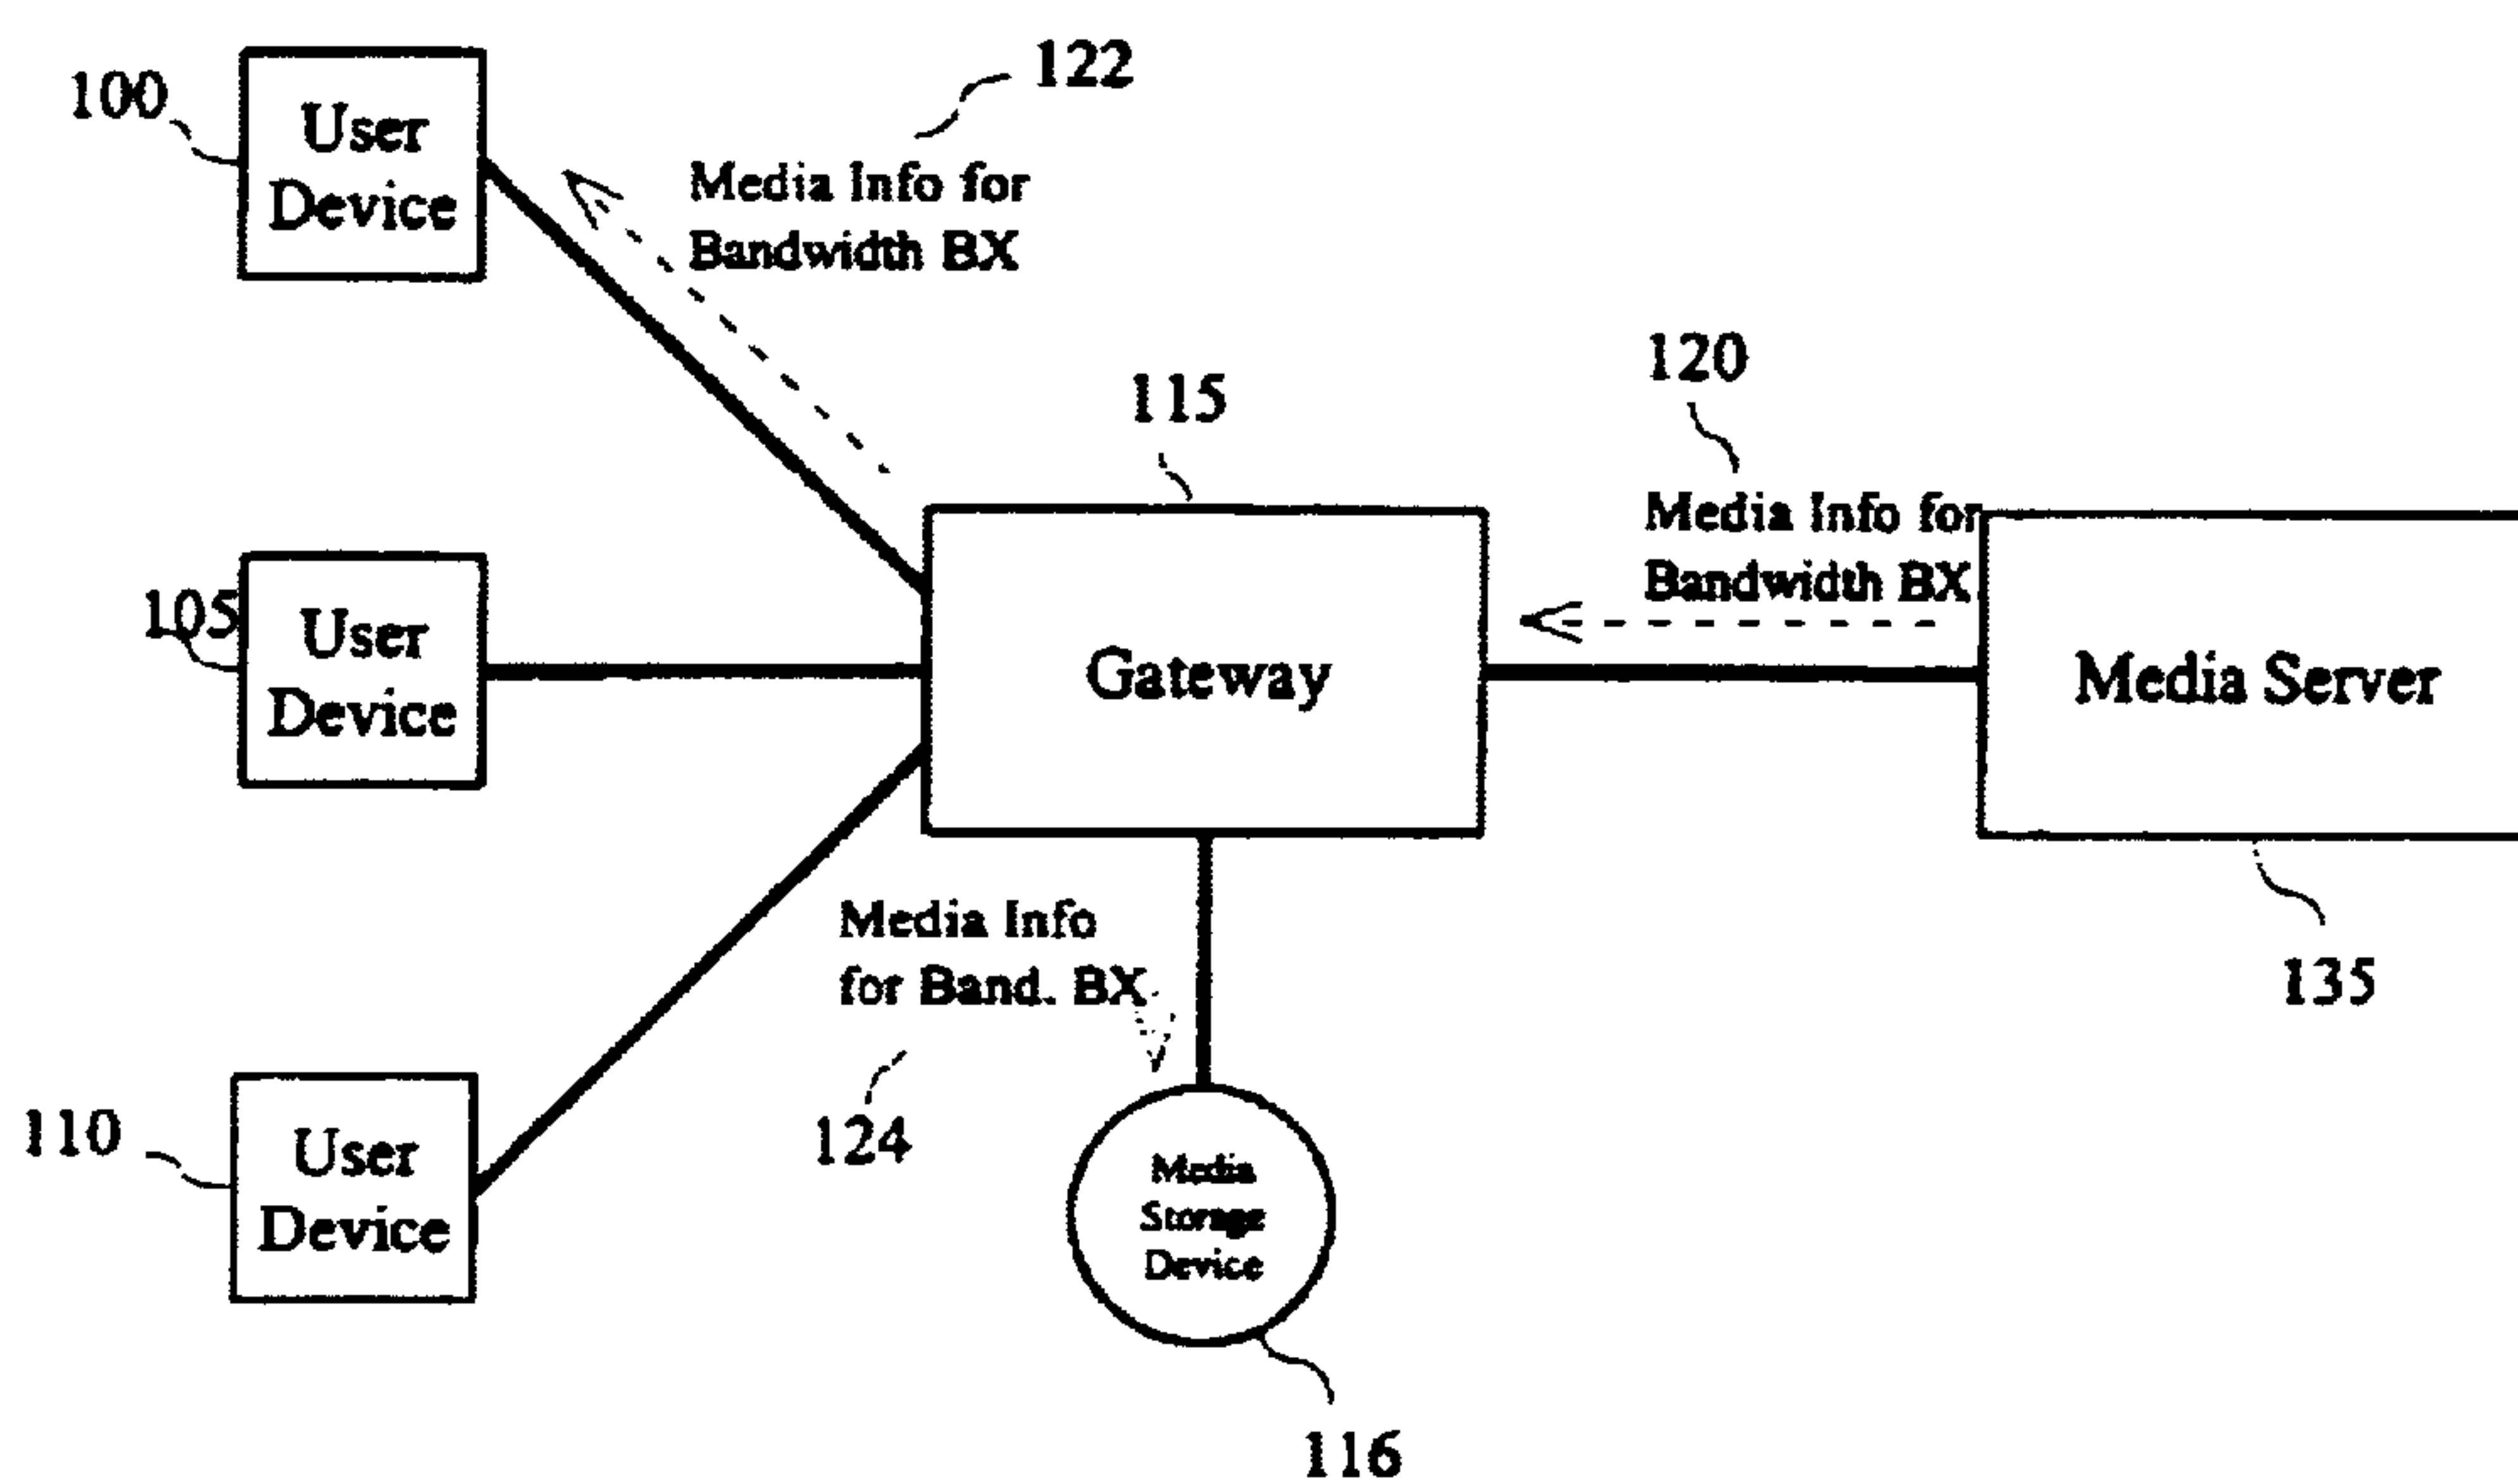 122
100
User
Device
Media Info for
Bandwidth BX
120
115
Media Info for
Bandwidth BX
105
User
Device
Gateway
Media Server
Media Info
for Band. BX
135
110
User
Device
124
Media
Storage
Device
116